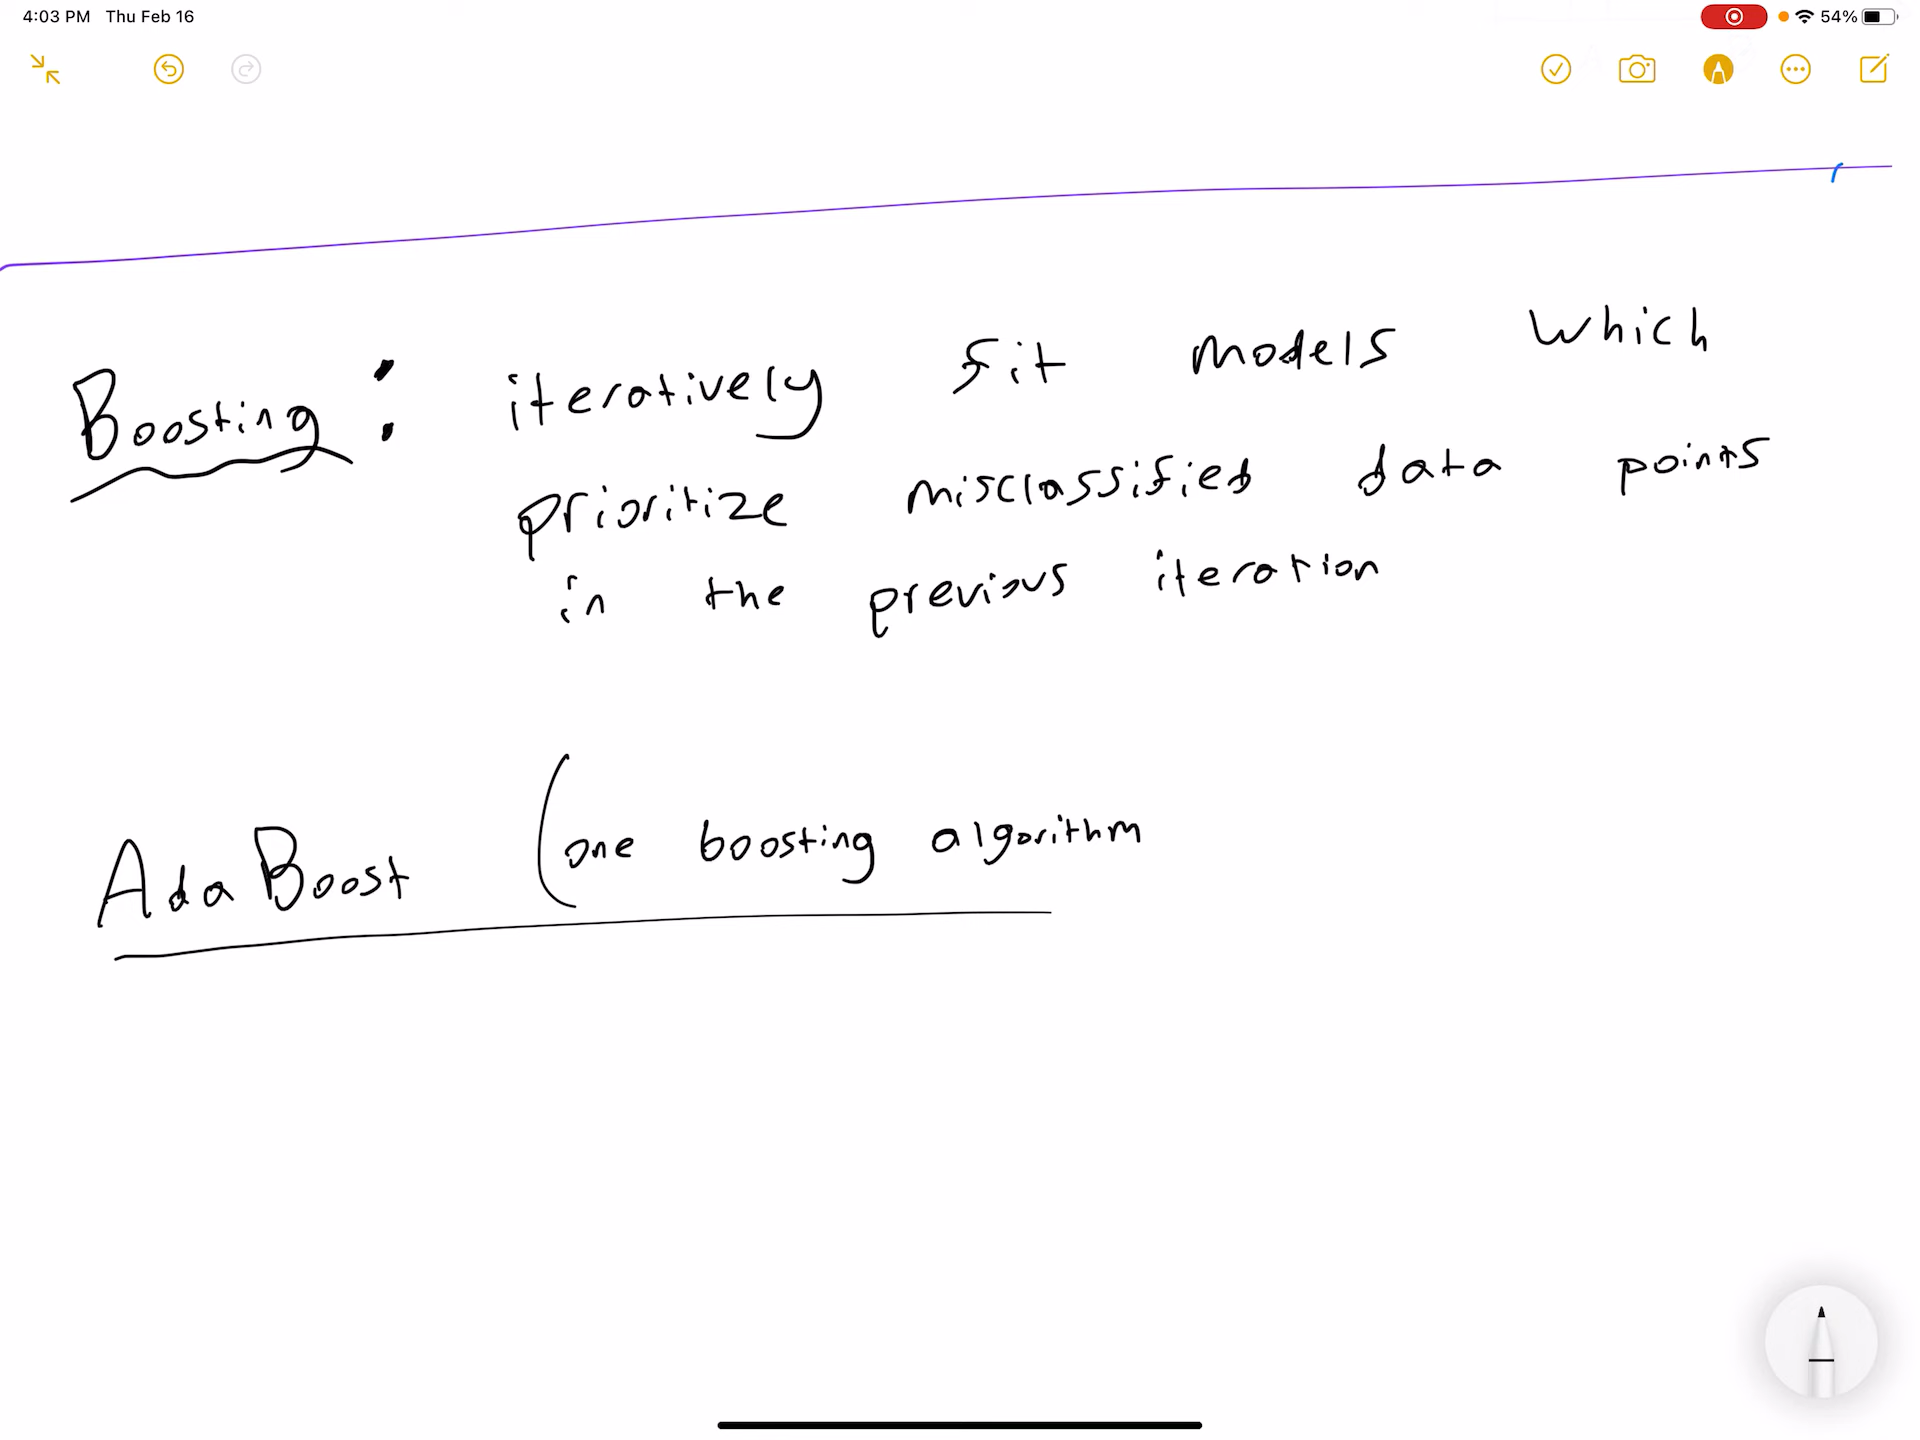 4:03 PM Thu Feb 16 54%
Boosting: iteratively fit models which
prioritize misclassified data points
in the previous iteration
AdaBoost (one boosting algorithm